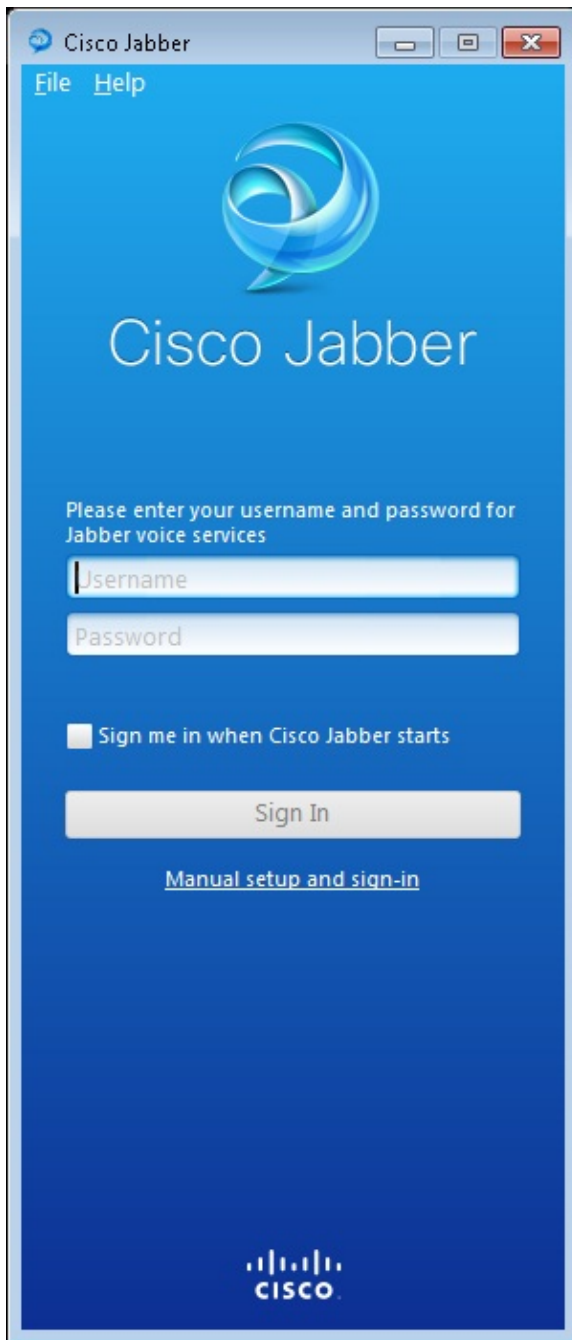 Cisco Jabber
File Help
Cisco Jabber
Please enter your username and password for
Jabber voice services
Username
Password
Sign me in when Cisco Jabber starts
Sign In
Manual setup and sign-in
CISCO.